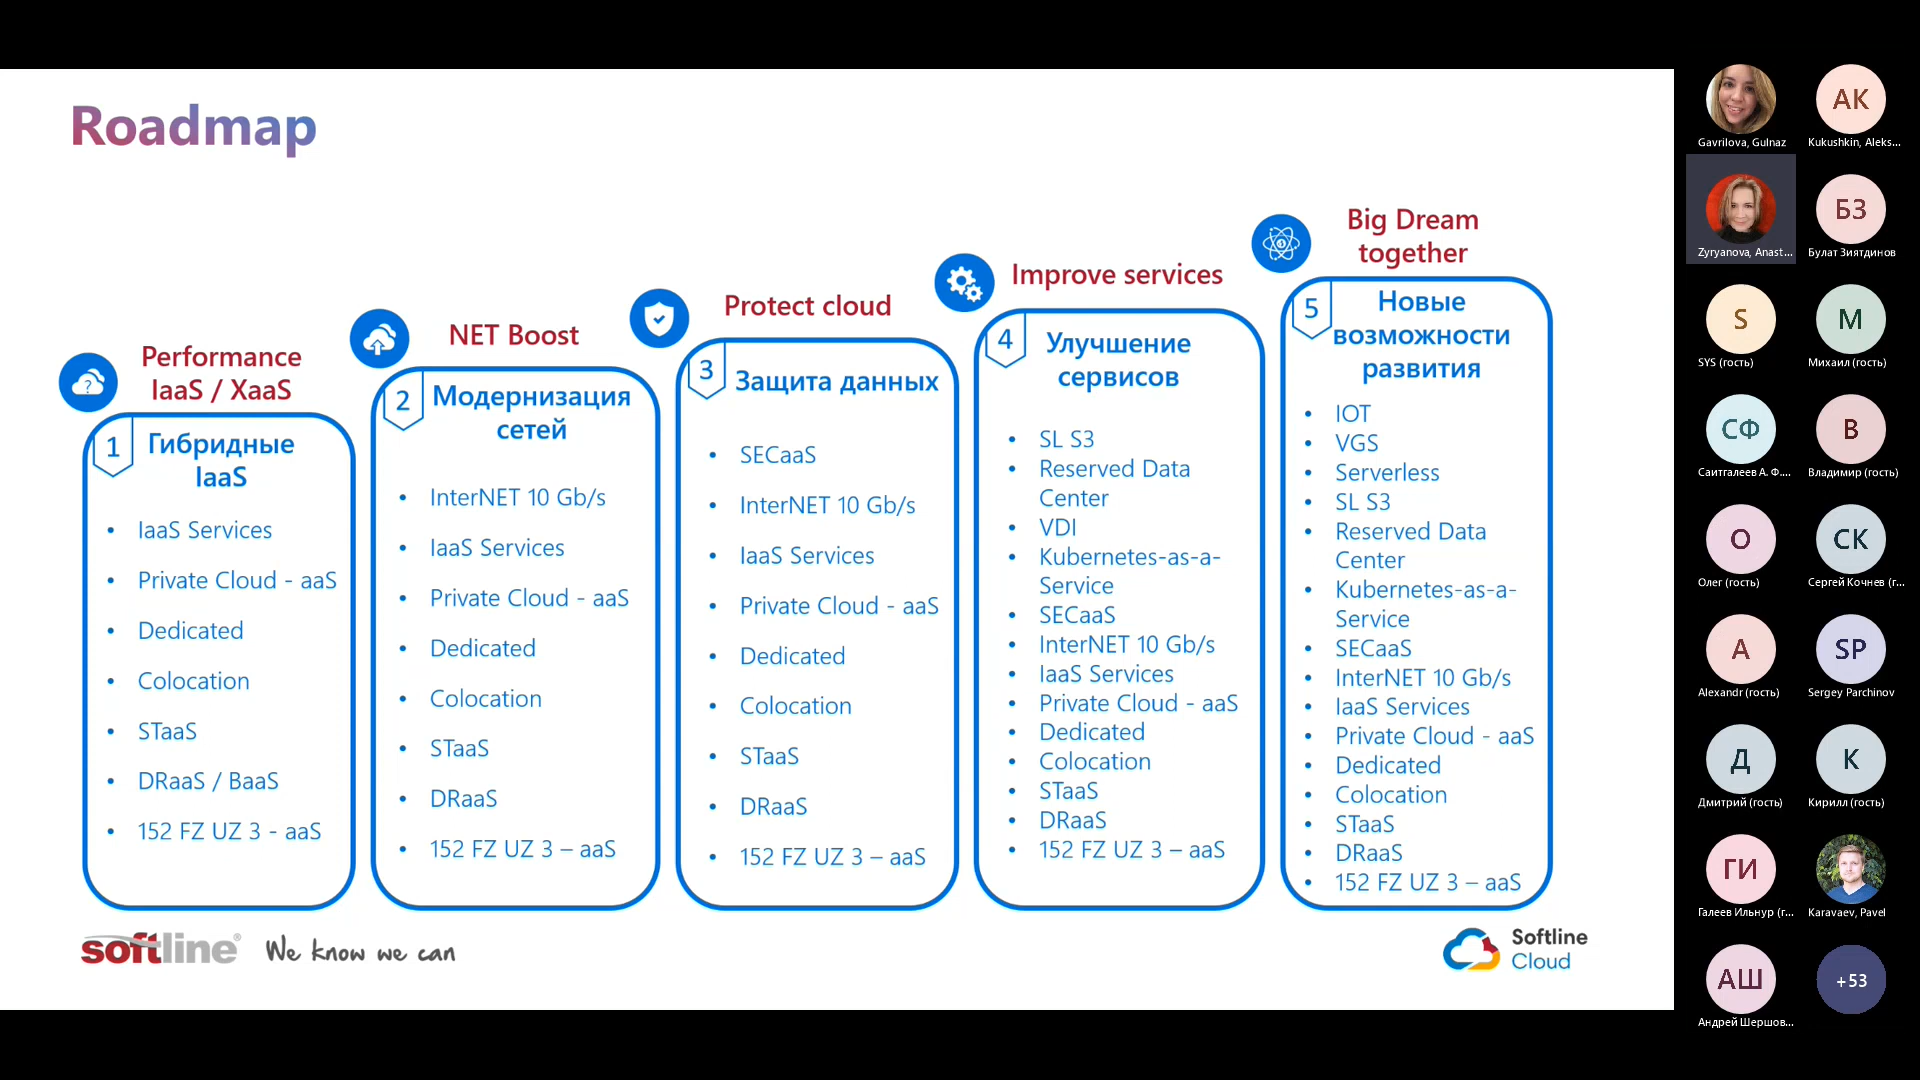 Roadmap
Performance
IaaS / XaaS
1
Гибридные
IaaS
• IaaS Services
• Private Cloud - aaS
• Dedicated
• Colocation
• STaaS
• DRaaS / BaaS
• 152 FZ UZ 3 - aaS
NET Boost
2
Модернизация
сетей
• InterNET 10 Gb/s
• IaaS Services
• Private Cloud - aaS
• Dedicated
• Colocation
• STaaS
• DRaaS
• 152 FZ UZ 3 – aaS
Protect cloud
3
Защита данных
• SECaaS
• InterNET 10 Gb/s
• IaaS Services
• Private Cloud - aaS
• Dedicated
• Colocation
• STaaS
• DRaaS
• 152 FZ UZ 3 – aaS
Improve services
4
Улучшение
сервисов
• SL S3
• Reserved Data
Center
• VDI
• Kubernetes-as-a-
Service
• SECaaS
• InterNET 10 Gb/s
• IaaS Services
• Private Cloud - aaS
• Dedicated
• Colocation
• STaaS
• DRaaS
• 152 FZ UZ 3 – aaS
Big Dream
together
5
Новые
возможности
развития
• IOT
• VGS
• Serverless
• SL S3
• Reserved Data
Center
• Kubernetes-as-a-
Service
• SECaaS
• InterNET 10 Gb/s
• IaaS Services
• Private Cloud - aaS
• Dedicated
• Colocation
• STaaS
• DRaaS
• 152 FZ UZ 3 – aaS
softline® We know we can
Softline
Cloud
Gavrilova, Gulnaz
АК
Kukushkin, Aleks...
Zyryanova, Anast...
БЗ
Булат Зиятдинов
S
SYS (гость)
М
Михаил (гость)
СФ
Саитгалеев А. Ф....
В
Владимир (гость)
О
Олег (гость)
СК
Сергей Кочнев (г...
A
Alexandr (гость)
SP
Sergey Parchinov
Д
Дмитрий (гость)
К
Кирилл (гость)
ГИ
Галеев Ильнур (г...
Karavaev, Pavel
АШ
Андрей Шершов...
+53